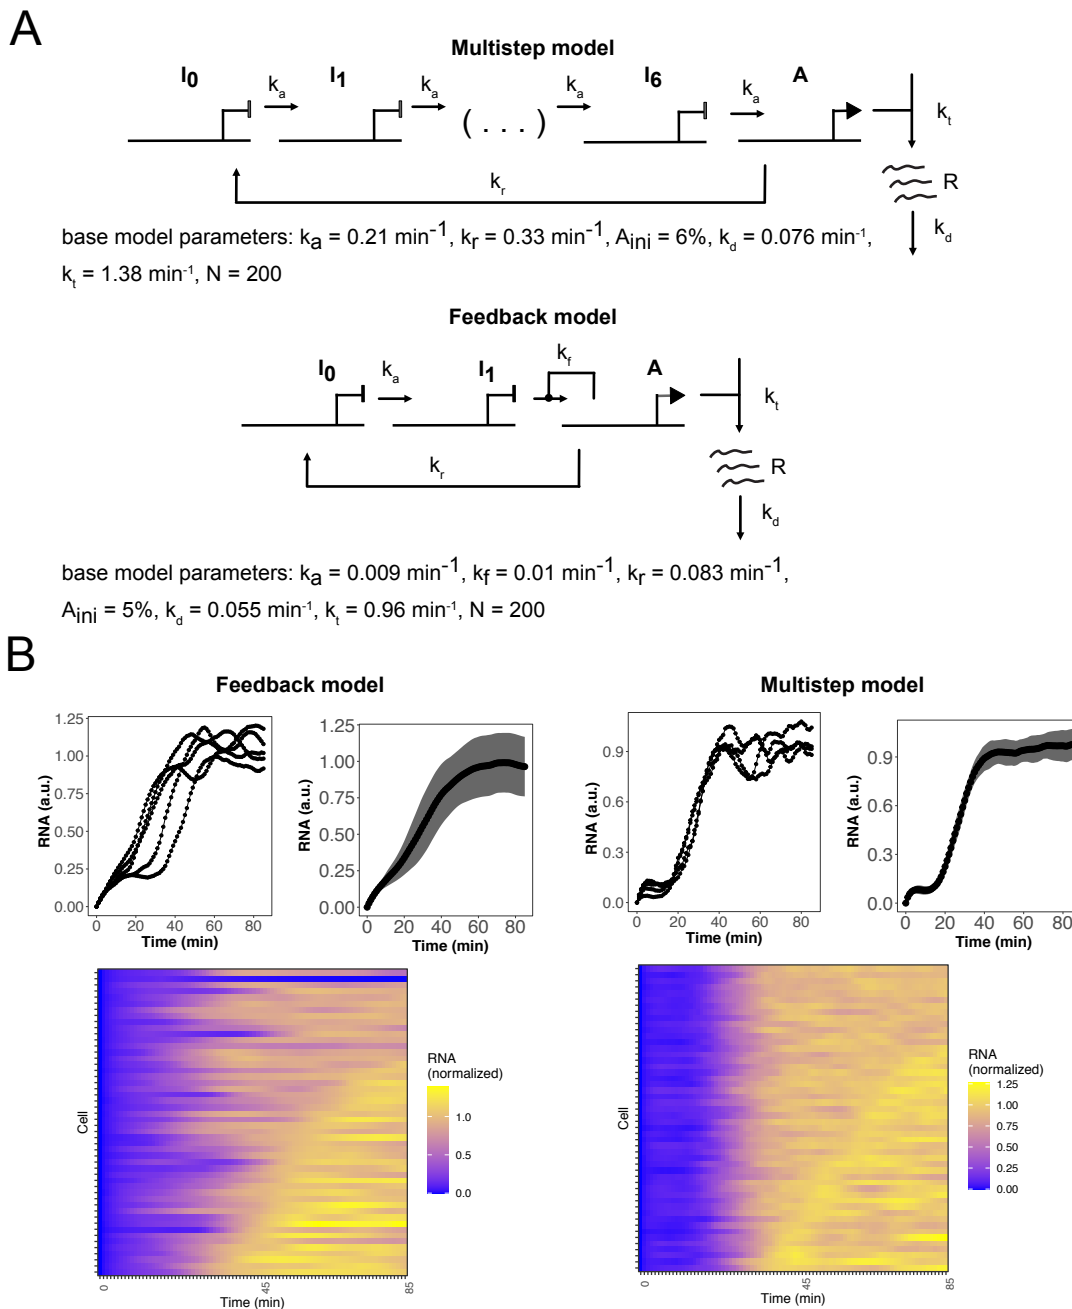 A
Multistep model
I0 ka I1 ka ka I6 ka A
( . . . )
kt
kr
R
kd
base model parameters: ka = 0.21 min-1, kr = 0.33 min-1, Aini = 6%, kd = 0.076 min-1,
kt = 1.38 min-1, N = 200
Feedback model
I0 ka I1 kf A
kt
kr
R
kd
base model parameters: ka = 0.009 min-1, kf = 0.01 min-1, kr = 0.083 min-1,
Aini = 5%, kd = 0.055 min-1, kt = 0.96 min-1, N = 200
B
Feedback model
Multistep model
RNA (a.u.)
1.25
1.00
0.75
0.50
0.25
0.00
0 20 40 60 80
Time (min)
RNA (a.u.)
1.25
1.00
0.75
0.50
0.25
0.00
0 20 40 60 80
Time (min)
RNA (a.u.)
0.9
0.6
0.3
0.0
0 20 40 60 80
Time (min)
RNA (a.u.)
0.9
0.6
0.3
0.0
0 20 40 60 80
Time (min)
Cell
0 45 85
Time (min)
RNA
(normalized)
1.0
0.5
0.0
Cell
0 45 85
Time (min)
RNA
(normalized)
1.25
1.00
0.75
0.50
0.25
0.00